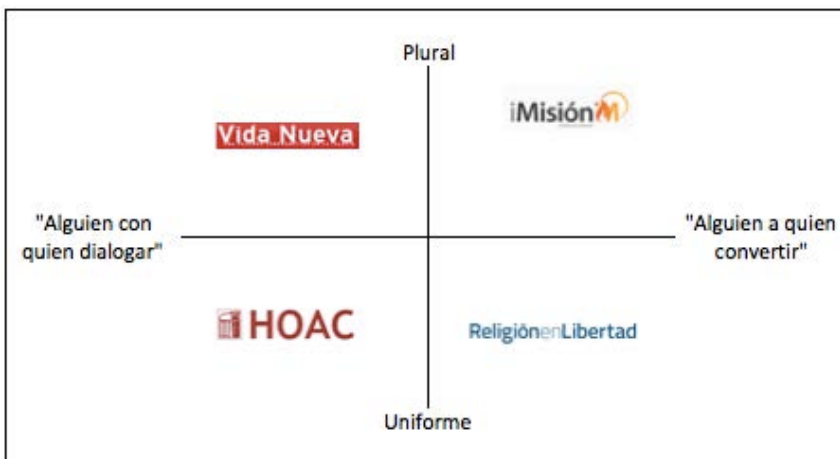 Plural
iMisión
Vida Nueva
"Alguien con
quien dialogar"
"Alguien a quien
convertir"
HOAC
ReligiónenLibertad
Uniforme